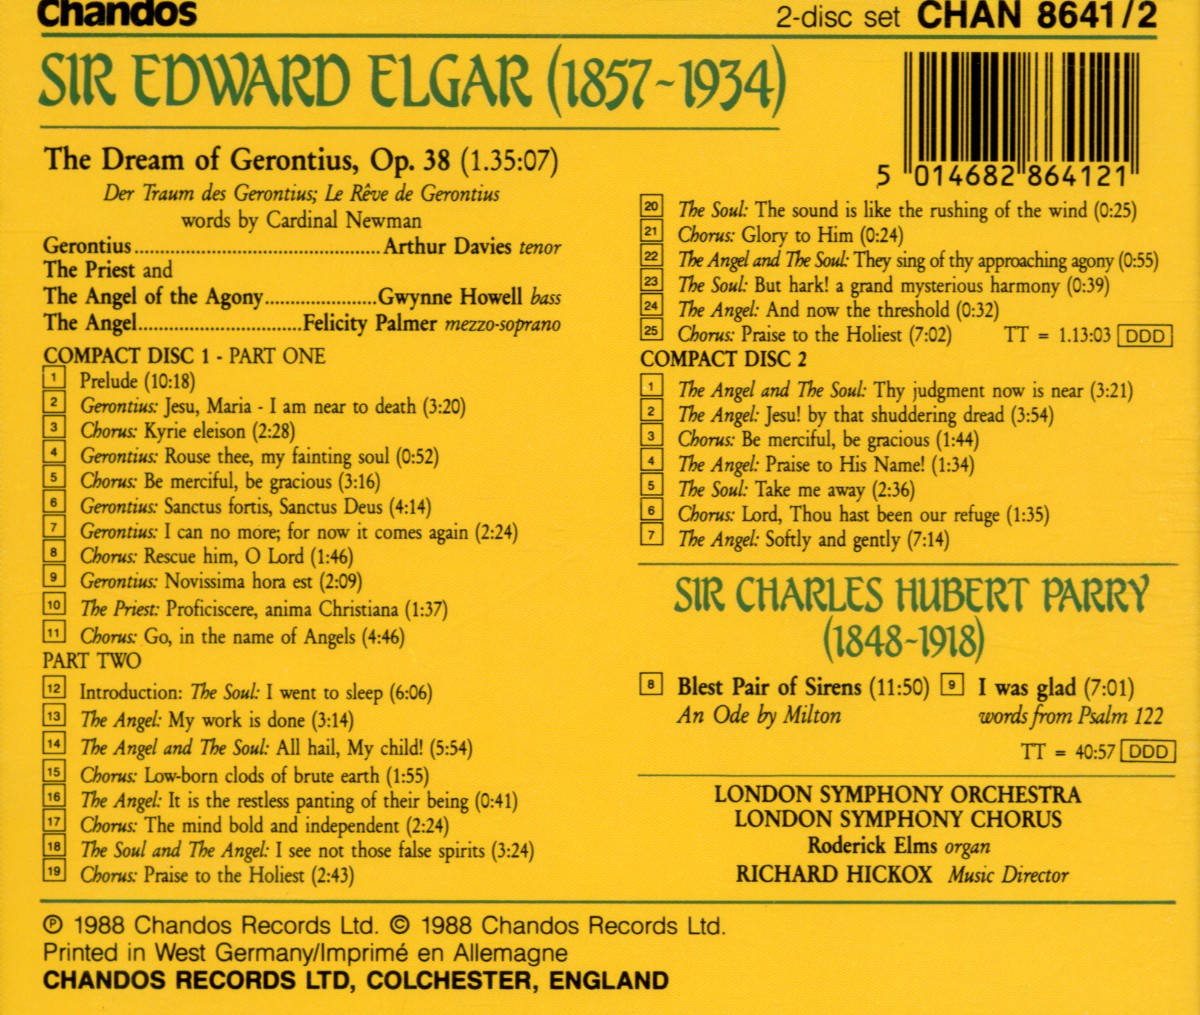 Chandos
2-disc set CHAN 8641/2
SIR EDWARD ELGAR (1857~1934)
5 014682 864121
The Dream of Gerontius, Op. 38 (1.35:07)
Der Traum des Gerontius; Le Rêve de Gerontius
words by Cardinal Newman
Gerontius....................................Arthur Davies tenor
The Priest and
The Angel of the Agony.................Gwynne Howell bass
The Angel.............................Felicity Palmer mezzo-soprano
COMPACT DISC 1 - PART ONE
1 Prelude (10:18)
2 Gerontius: Jesu, Maria - I am near to death (3:20)
3 Chorus: Kyrie eleison (2:28)
4 Gerontius: Rouse thee, my fainting soul (0:52)
5 Chorus: Be merciful, be gracious (3:16)
6 Gerontius: Sanctus fortis, Sanctus Deus (4:14)
7 Gerontius: I can no more; for now it comes again (2:24)
8 Chorus: Rescue him, O Lord (1:46)
9 Gerontius: Novissima hora est (2:09)
10 The Priest: Proficiscere, anima Christiana (1:37)
11 Chorus: Go, in the name of Angels (4:46)
PART TWO
12 Introduction: The Soul: I went to sleep (6:06)
13 The Angel: My work is done (3:14)
14 The Angel and The Soul: All hail, My child! (5:54)
15 Chorus: Low-born clods of brute earth (1:55)
16 The Angel: It is the restless panting of their being (0:41)
17 Chorus: The mind bold and independent (2:24)
18 The Soul and The Angel: I see not those false spirits (3:24)
19 Chorus: Praise to the Holiest (2:43)
20 The Soul: The sound is like the rushing of the wind (0:25)
21 Chorus: Glory to Him (0:24)
22 The Angel and The Soul: They sing of thy approaching agony (0:55)
23 The Soul: But hark! a grand mysterious harmony (0:39)
24 The Angel: And now the threshold (0:32)
25 Chorus: Praise to the Holiest (7:02) TT = 1.13:03 DDD
COMPACT DISC 2
1 The Angel and The Soul: Thy judgment now is near (3:21)
2 The Angel: Jesu! by that shuddering dread (3:54)
3 Chorus: Be merciful, be gracious (1:44)
4 The Angel: Praise to His Name! (1:34)
5 The Soul: Take me away (2:36)
6 Chorus: Lord, Thou hast been our refuge (1:35)
7 The Angel: Softly and gently (7:14)
SIR CHARLES HUBERT PARRY
(1848~1918)
8 Blest Pair of Sirens (11:50) 9 I was glad (7:01)
An Ode by Milton words from Psalm 122
TT = 40:57 DDD
LONDON SYMPHONY ORCHESTRA
LONDON SYMPHONY CHORUS
Roderick Elms organ
RICHARD HICKOX Music Director
℗ 1988 Chandos Records Ltd. © 1988 Chandos Records Ltd.
Printed in West Germany/Imprimé en Allemagne
CHANDOS RECORDS LTD, COLCHESTER, ENGLAND